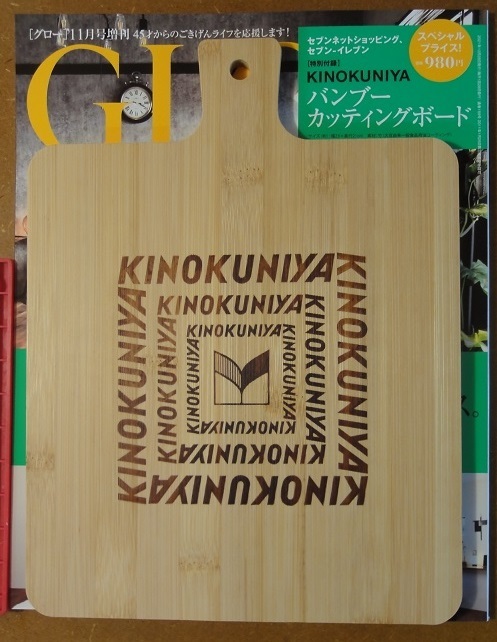 [グロー] 11月号増刊 45才からのごきげんライフを応援します!
GL
セブンネットショッピング、
セブン-イレブン
[特別付録]
KINOKUNIYA
バンブー
カッティングボード
スペシャル
プライス!
980円
KINOKUNIYA
KINOKUNIYA
KINOKUNIYA
KINOKUNIYA
KINOKUNIYA
KINOKUNIYA
KINOKUNIYA
KINOKUNIYA
KINOKUNIYA
KINOKUNIYA
KINOKUNIYA
KINOKUNIYA
ス。